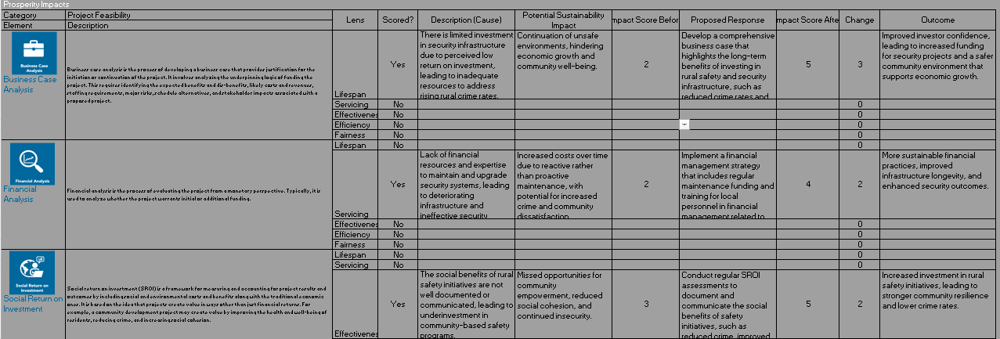 Prosperity Impacts
Category
Project Feasibility
Element
Description
Lens
Scored?
Description (Cause)
Potential Sustainability
Impact
mpact Score Befor
Proposed Response
mpact Score Afte
Change
Outcome
Business Case
Analysis
Business Case
Analysis
Business case analysis is the process of developing a business case that provides justification for the
initiation or continuation of the project. It involves analyzing the underpinning logic of funding the
project. This requires identifying the expected benefits and dis-benefits, likely costs and revenues,
staffing requirements, major risks, schedule alternatives, and stakeholder impacts associated with a
proposed project.
Lifespan
Yes
There is limited investment
in security infrastructure
due to perceived low
return on investment,
leading to inadequate
resources to address
rising rural crime rates.
Continuation of unsafe
environments, hindering
economic growth and
community well-being.
2
Develop a comprehensive
business case that
highlights the long-term
benefits of investing in
rural safety and security
infrastructure, such as
reduced crime rates and
5
3
Improved investor confidence,
leading to increased funding
for security projects and a safer
community environment that
supports economic growth.
Servicing No 0
Effectivenes No 0
Efficiency No 0
Fairness No 0
Lifespan No 0
Financial Analysis
Financial
Analysis
Financial analysis is the process of evaluating the project from a monetary perspective. Typically, it is
used to analyze whether the project warrants initial or additional funding.
Servicing
Yes
Lack of financial
resources and expertise
to maintain and upgrade
security systems, leading
to deteriorating
infrastructure and
ineffective security
Increased costs over time
due to reactive rather
than proactive
maintenance, with
potential for increased
crime and community
dissatisfaction.
2
Implement a financial
management strategy
that includes regular
maintenance funding and
training for local
personnel in financial
management related to
4
2
More sustainable financial
practices, improved
infrastructure longevity, and
enhanced security outcomes.
Effectivenes No 0
Efficiency No 0
Fairness No 0
Lifespan No 0
Servicing No 0
Social Return on
Investment
Social Return on
Investment
Social return on investment (SROI) is a framework for measuring and accounting for project results and
outcomes by including social and environmental costs and benefits along with the traditional economic
ones. It is based on the idea that projects create value in ways other than just financial returns. For
example, a community development project may create value by improving the health and well-being of
residents, reducing crime, and increasing social cohesion.
Effectivenes
Yes
The social benefits of rural
safety initiatives are not
well documented or
communicated, leading to
underinvestment in
community-based safety
programs.
Missed opportunities for
community
empowerment, reduced
social cohesion, and
continued insecurity.
3
Conduct regular SROI
assessments to
document and
communicate the social
benefits of safety
initiatives, such as
reduced crime, improved
5
2
Increased investment in rural
safety initiatives, leading to
stronger community resilience
and lower crime rates.